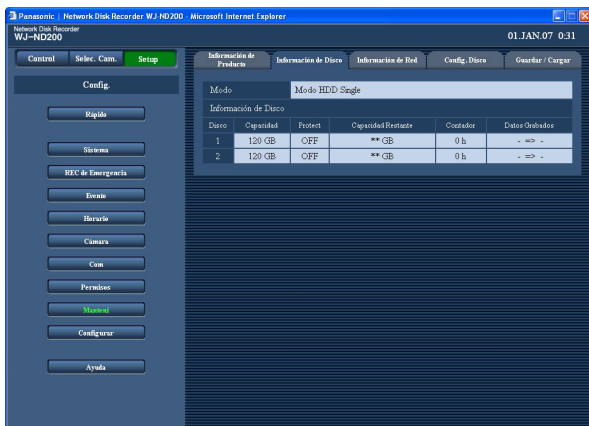 Panasonic | Network Disk Recorder WJ-ND200 - Microsoft Internet Explorer
Network Disk Recorder
WJ-ND200
01.JAN.07 0:31
Control Selec. Cam. Setup
Información de Producto Información de Disco Información de Red Config. Disco Guardar / Cargar
Config.
Rápido
Sistema
REC de Emergencia
Evento
Horario
Cámara
Com
Permisos
Manteni
Configurar
Ayuda
Modo Modo HDD Single
Información de Disco
Disco Capacidad Protect Capacidad Restante Contador Datos Grabados
1 120 GB OFF ** GB 0 h - => -
2 120 GB OFF ** GB 0 h - => -